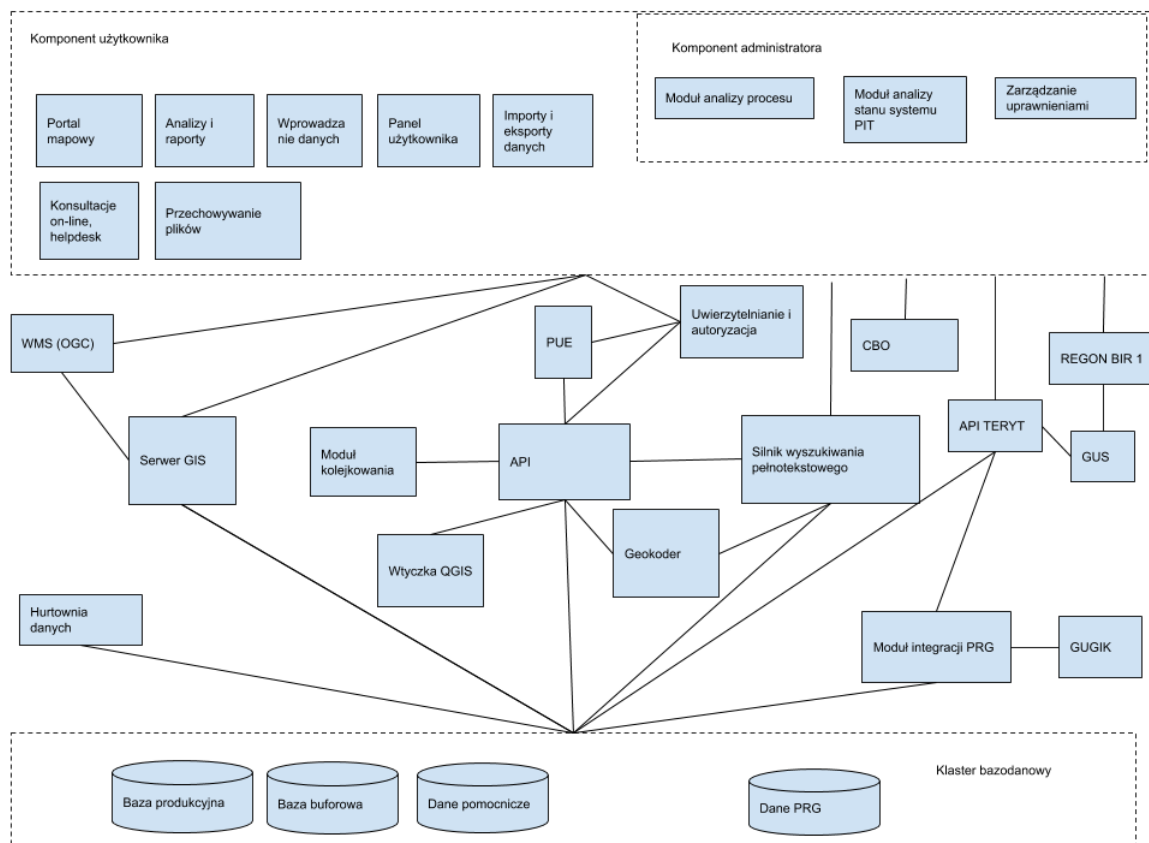 Komponent użytkownika
Komponent administratora
Moduł analizy procesu
Moduł analizy
stanu systemu
PIT
Zarządzanie
uprawnieniami
Portal
mapowy
Analizy i
raporty
Wprowadza
nie danych
Panel
użytkownika
Importy i
eksporty
danych
Konsultacje
on-line,
helpdesk
Przechowywanie
plików
WMS (OGC)
PUE
Uwierzytelnianie i
autoryzacja
CBO
REGON BIR 1
Serwer GIS
Moduł
kolejkowania
API
Silnik wyszukiwania
pełnotekstowego
API TERYT
GUS
Wtyczka QGIS
Geokoder
Hurtownia
danych
Moduł integracji PRG
GUGIK
Klaster bazodanowy
Baza produkcyjna
Baza buforowa
Dane pomocnicze
Dane PRG